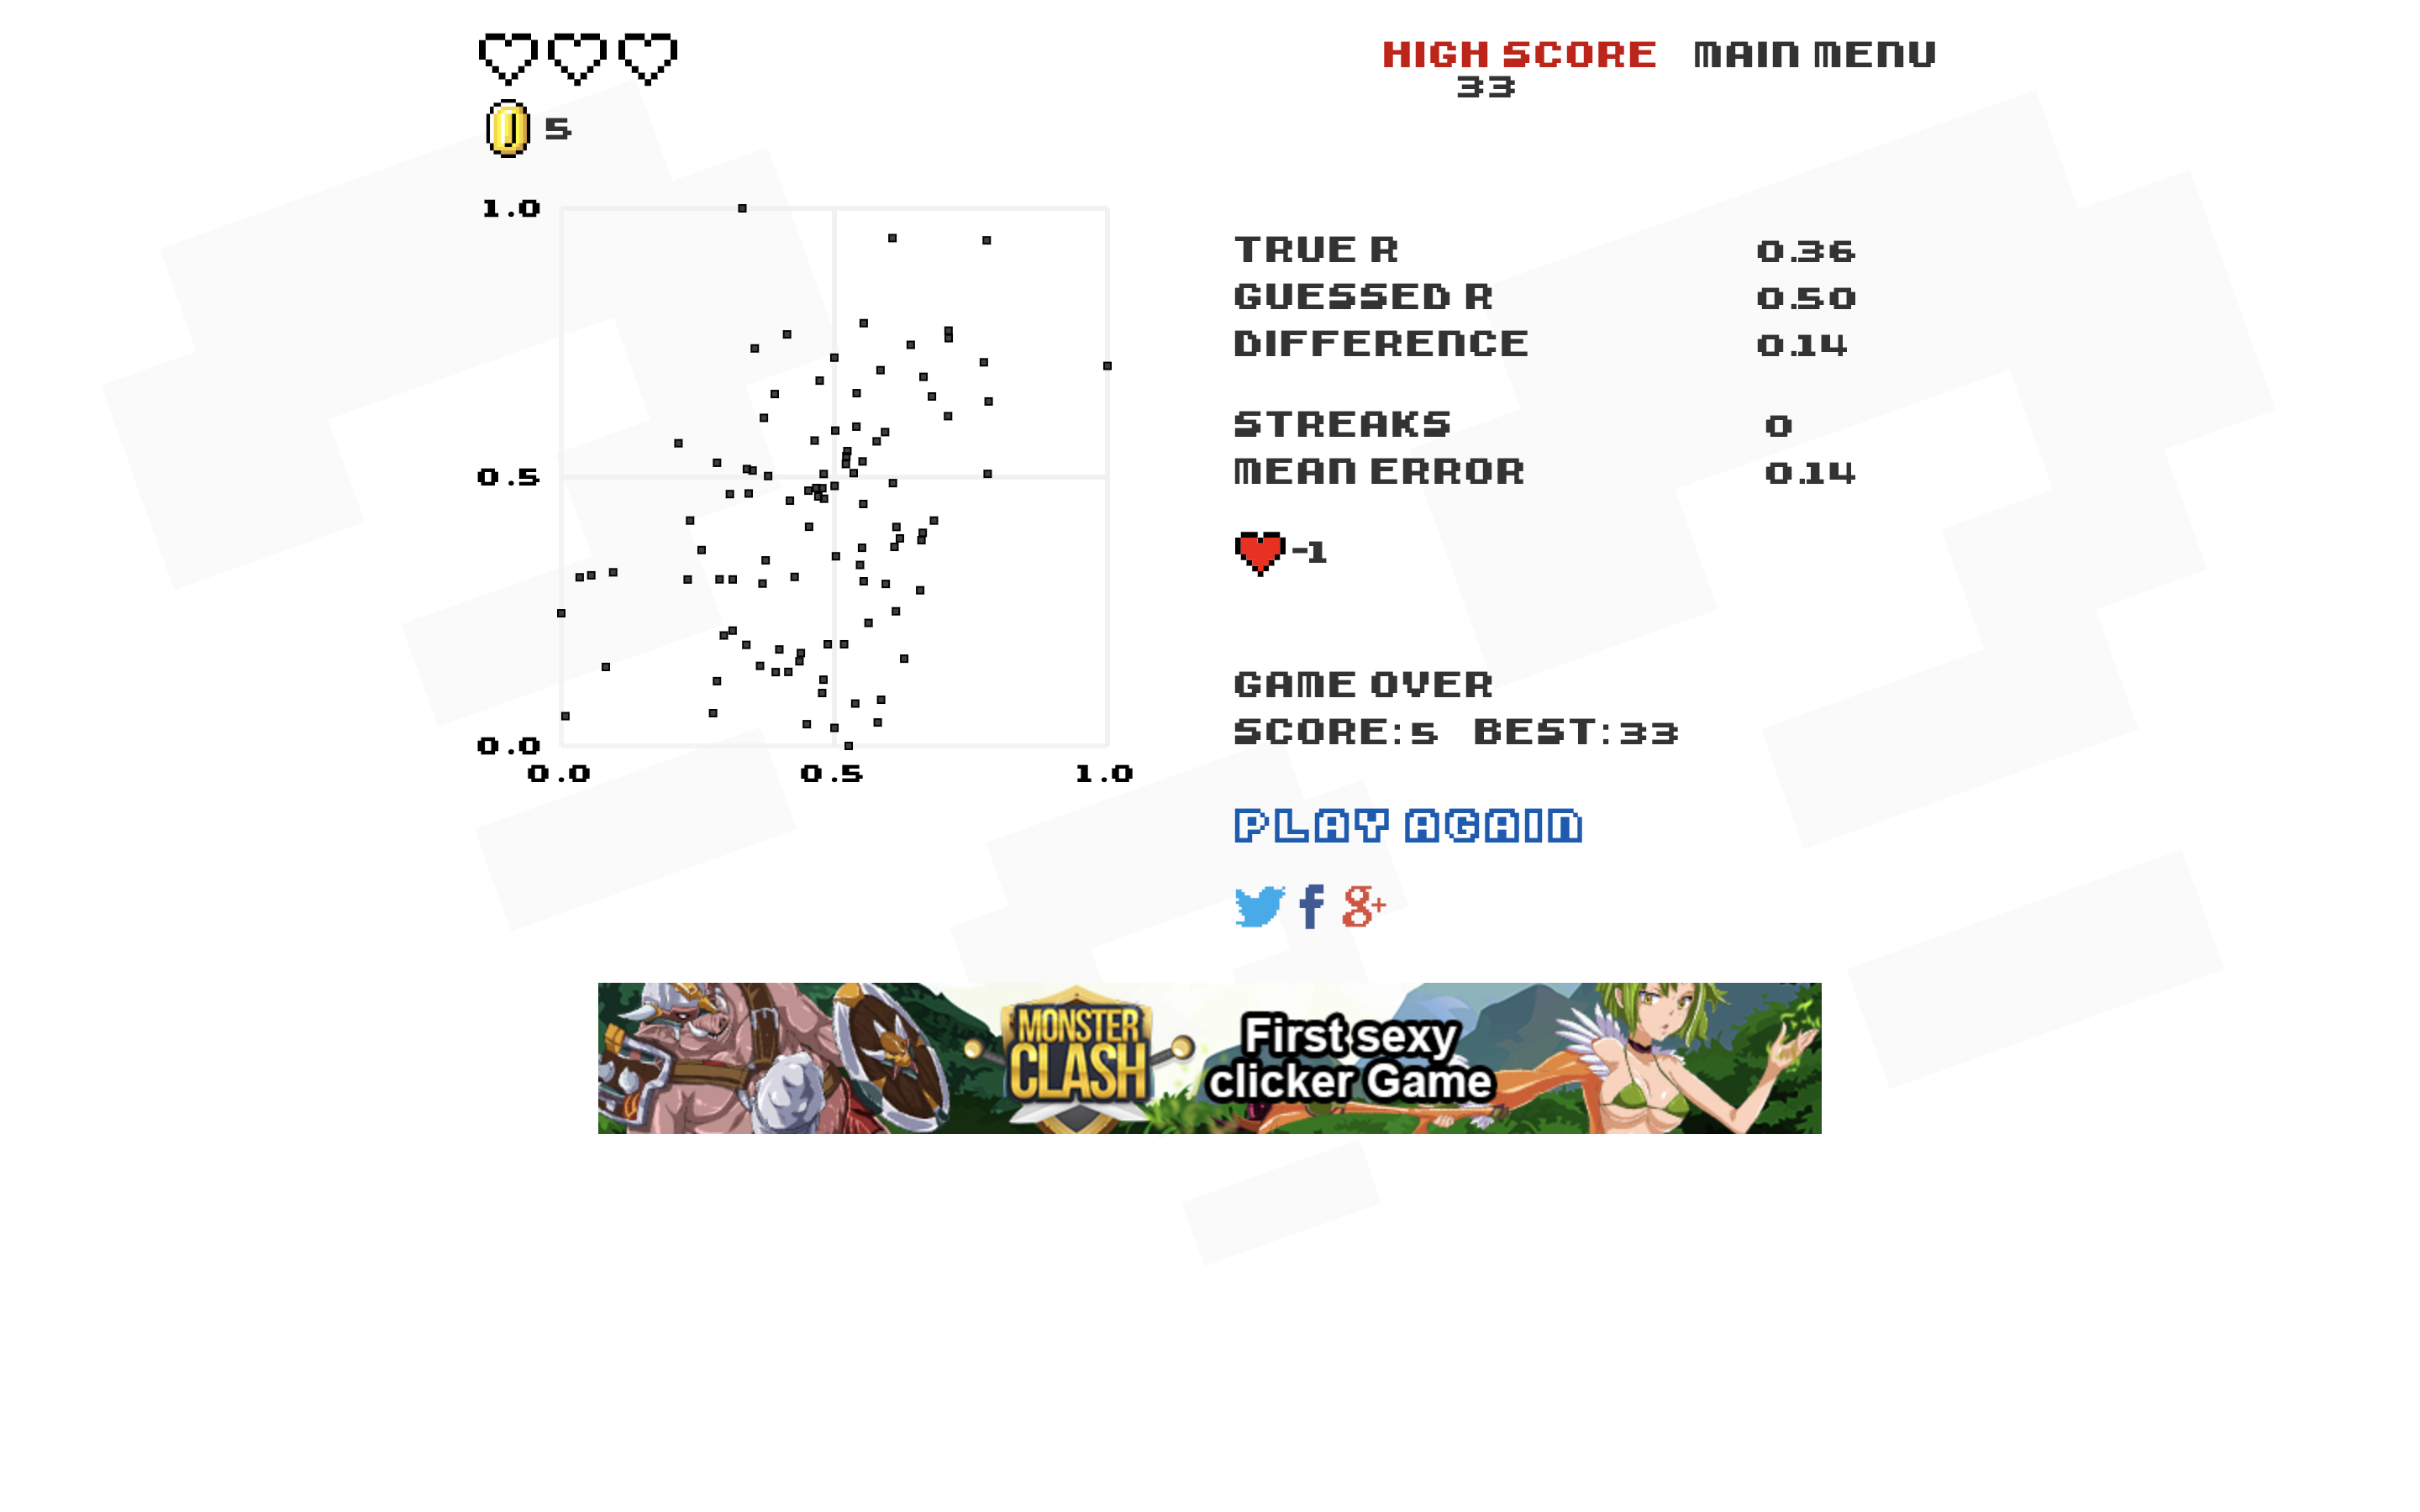 HIGH SCORE MAIN MENU
33
5
1.0
0.5
0.0
0.0 0.5 1.0
TRUE R 0.36
GUESSED R 0.50
DIFFERENCE 0.14
STREAKS 0
MEAN ERROR 0.14
-1
GAME OVER
SCORE:5 BEST:33
PLAY AGAIN
f g+
MONSTER
CLASH
First sexy
clicker Game